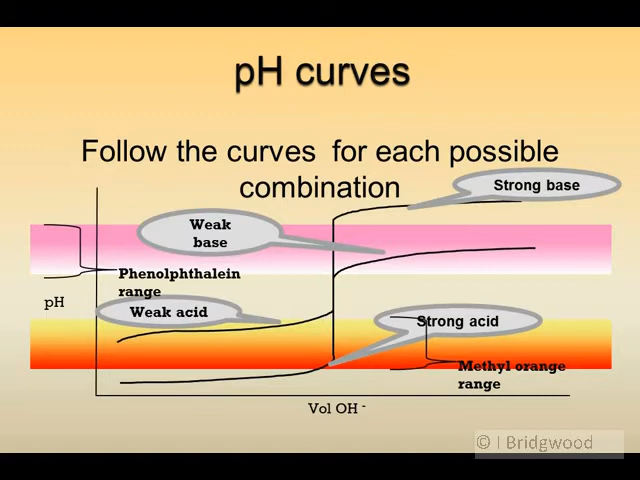 pH curves
Follow the curves for each possible
combination
Strong base
Weak
base
Phenolphthalein
range
pH
Weak acid
Strong acid
Methyl orange
range
Vol OH -
© I Bridgwood